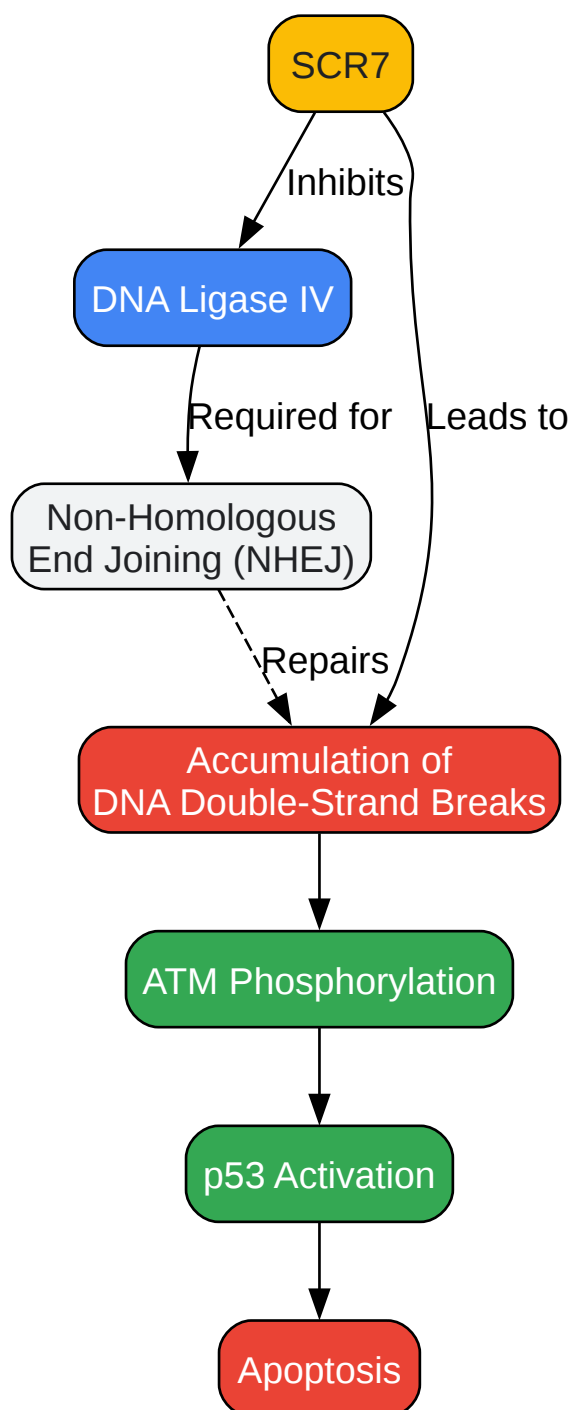 SCR7
Inhibits
DNA Ligase IV
Required for
Leads to
Non-Homologous
End Joining (NHEJ)
Repairs
Accumulation of
DNA Double-Strand Breaks
ATM Phosphorylation
p53 Activation
Apoptosis